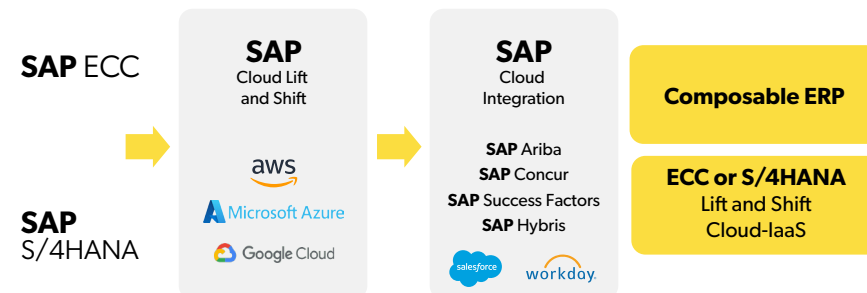 SAP ECC
SAP
S/4HANA
SAP
Cloud Lift
and Shift
aws
Microsoft Azure
Google Cloud
SAP
Cloud
Integration
SAP Ariba
SAP Concur
SAP Success Factors
SAP Hybris
salesforce
workday.
Composable ERP
ECC or S/4HANA
Lift and Shift
Cloud-IaaS